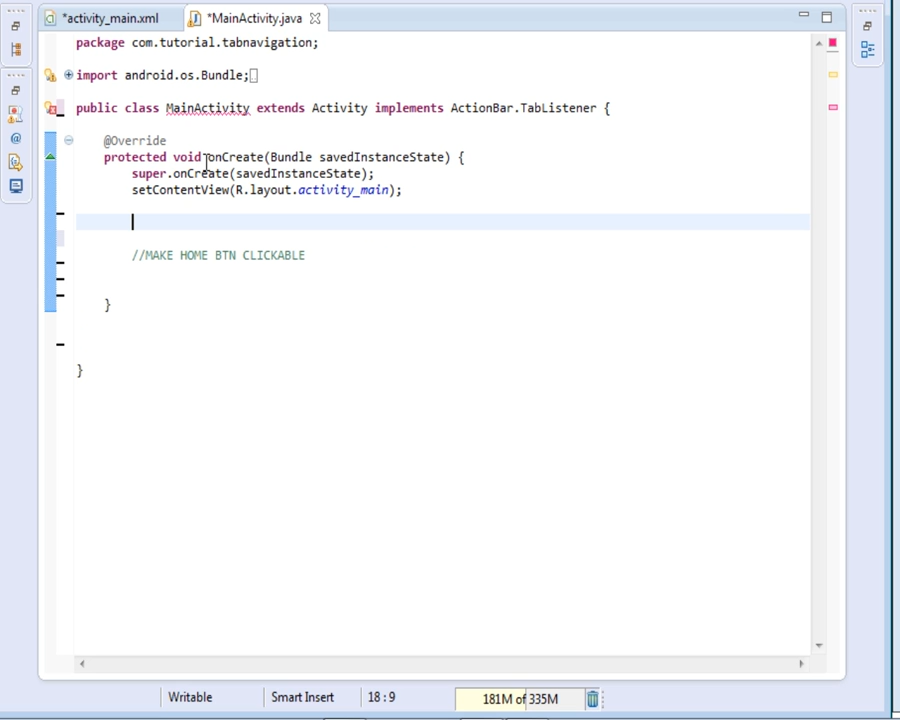 *activity_main.xml *MainActivity.java
package com.tutorial.tabnavigation;
import android.os.Bundle;
public class MainActivity extends Activity implements ActionBar.TabListener {
@Override
protected void onCreate(Bundle savedInstanceState) {
super.onCreate(savedInstanceState);
setContentView(R.layout.activity_main);
//MAKE HOME BTN CLICKABLE
}
}
Writable Smart Insert 18 : 9 181M of 335M